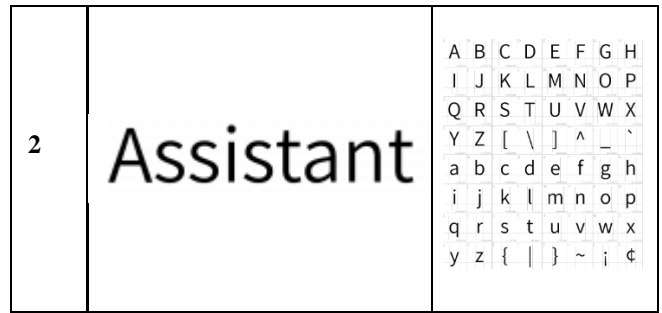 2
Assistant
A B C D E F G H
I J K L M N O P
Q R S T U V W X
Y Z [ \ ] ^ _ `
a b c d e f g h
i j k l m n o p
q r s t u v w x
y z { | } ~ ¡ ¢